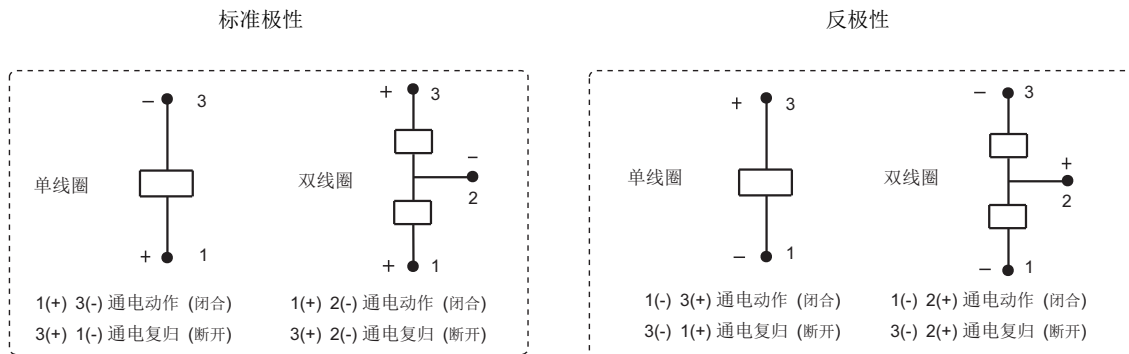 标准极性
反极性
− 3
单线圈
+ 1
+ 3
−
双线圈
2
+ 1
1(+) 3(-) 通电动作 (闭合)
3(+) 1(-) 通电复归 (断开)
1(+) 2(-) 通电动作 (闭合)
3(+) 2(-) 通电复归 (断开)
+ 3
单线圈
− 1
− 3
+
双线圈
2
− 1
1(-) 3(+) 通电动作 (闭合)
3(-) 1(+) 通电复归 (断开)
1(-) 2(+) 通电动作 (闭合)
3(-) 2(+) 通电复归 (断开)